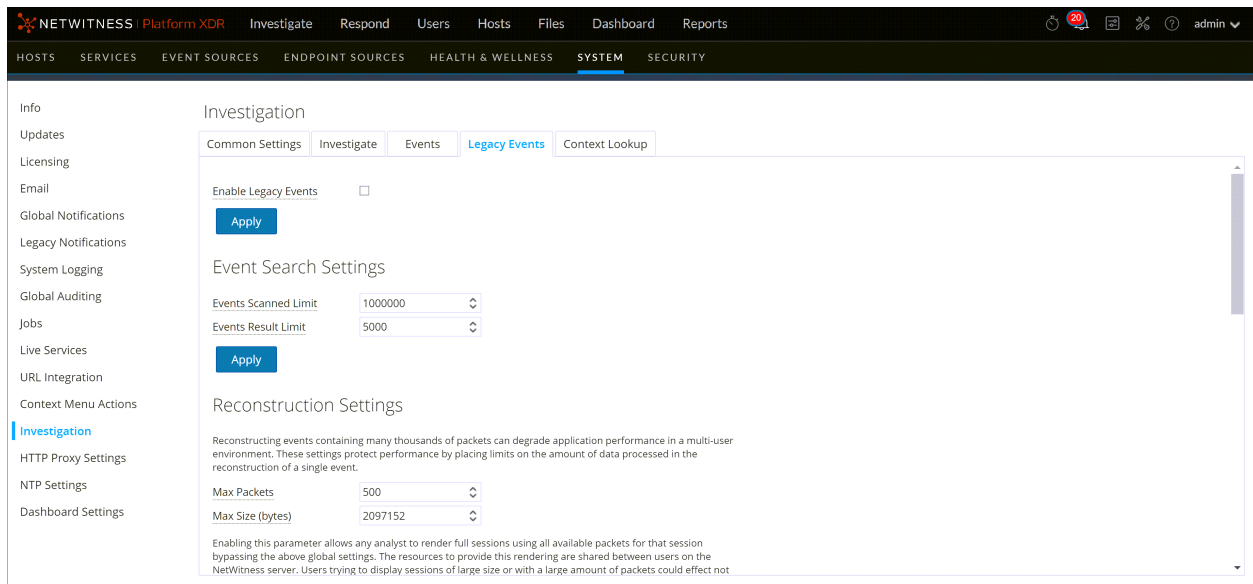 NETWITNESS | Platform XDR Investigate Respond Users Hosts Files Dashboard Reports 20 ? admin
HOSTS SERVICES EVENT SOURCES ENDPOINT SOURCES HEALTH & WELLNESS SYSTEM SECURITY
Info
Updates
Licensing
Email
Global Notifications
Legacy Notifications
System Logging
Global Auditing
Jobs
Live Services
URL Integration
Context Menu Actions
Investigation
HTTP Proxy Settings
NTP Settings
Dashboard Settings
Investigation
Common Settings Investigate Events Legacy Events Context Lookup
Enable Legacy Events
Apply
Event Search Settings
Events Scanned Limit 1000000
Events Result Limit 5000
Apply
Reconstruction Settings
Reconstructing events containing many thousands of packets can degrade application performance in a multi-user
environment. These settings protect performance by placing limits on the amount of data processed in the
reconstruction of a single event.
Max Packets 500
Max Size (bytes) 2097152
Enabling this parameter allows any analyst to render full sessions using all available packets for that session
bypassing the above global settings. The resources to provide this rendering are shared between users on the
NetWitness server. Users trying to display sessions of large size or with a large amount of packets could effect not